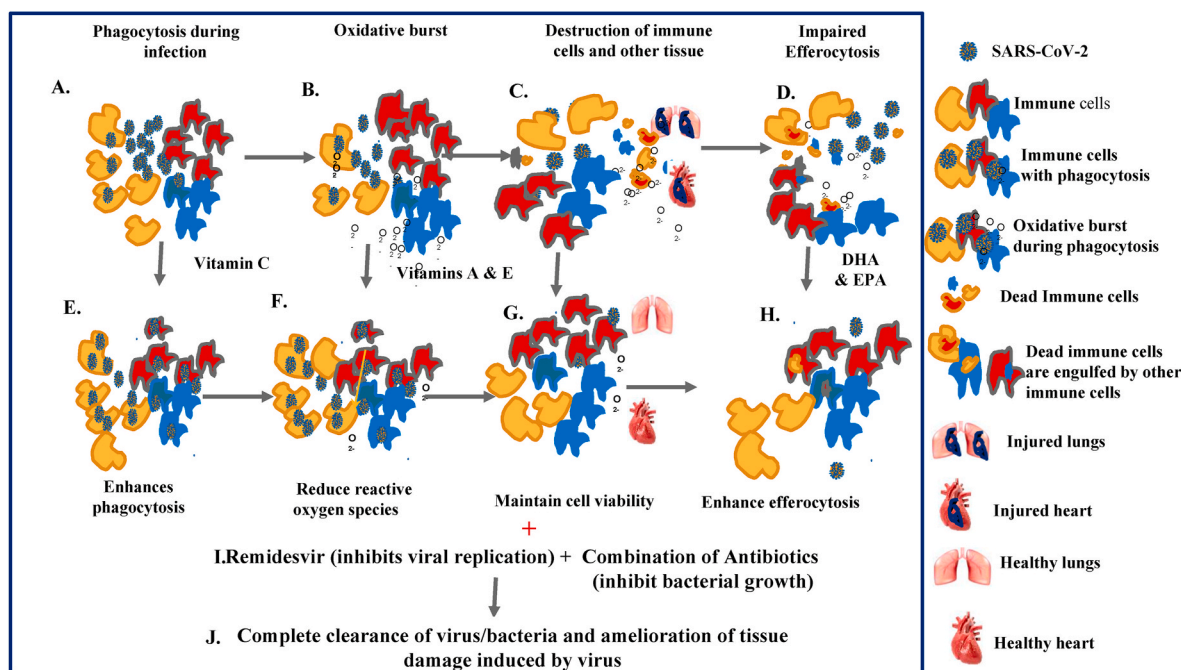 Phagocytosis during
infection
Oxidative burst
Destruction of immune
cells and other tissue
Impaired
Efferocytosis
A.
B.
C.
D.
Vitamin C
Vitamins A & E
DHA
& EPA
E.
F.
G.
H.
Enhances
phagocytosis
Reduce reactive
oxygen species
Maintain cell viability
Enhance efferocytosis
+
I.Remidesvir (inhibits viral replication) + Combination of Antibiotics
(inhibit bacterial growth)
J. Complete clearance of virus/bacteria and amelioration of tissue
damage induced by virus
SARS-CoV-2
Immune cells
Immune cells
with phagocytosis
Oxidative burst
during phagocytosis
Dead Immune cells
Dead immune cells
are engulfed by other
immune cells
Injured lungs
Injured heart
Healthy lungs
Healthy heart